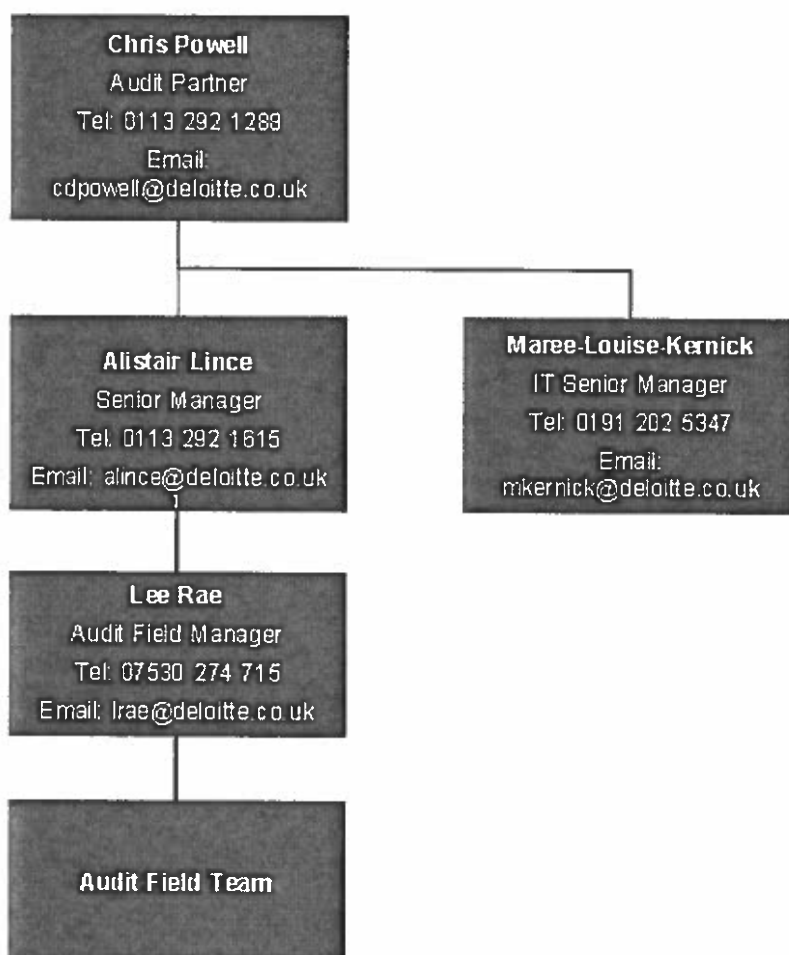 Chris Powell
Audit Partner
Tel: 0113 292 1288
Email:
cdpowell@deloitte.co.uk
Alistair Lince
Senior Manager
Tel: 0113 292 1615
Email: alince@deloitte.co.uk
Maree-Louise-Kernick
IT Senior Manager
Tel: 0191 202 5347
Email:
mkernick@deloitte.co.uk
Lee Rae
Audit Field Manager
Tel: 07530 274 715
Email: lrae@deloitte.co.uk
Audit Field Team